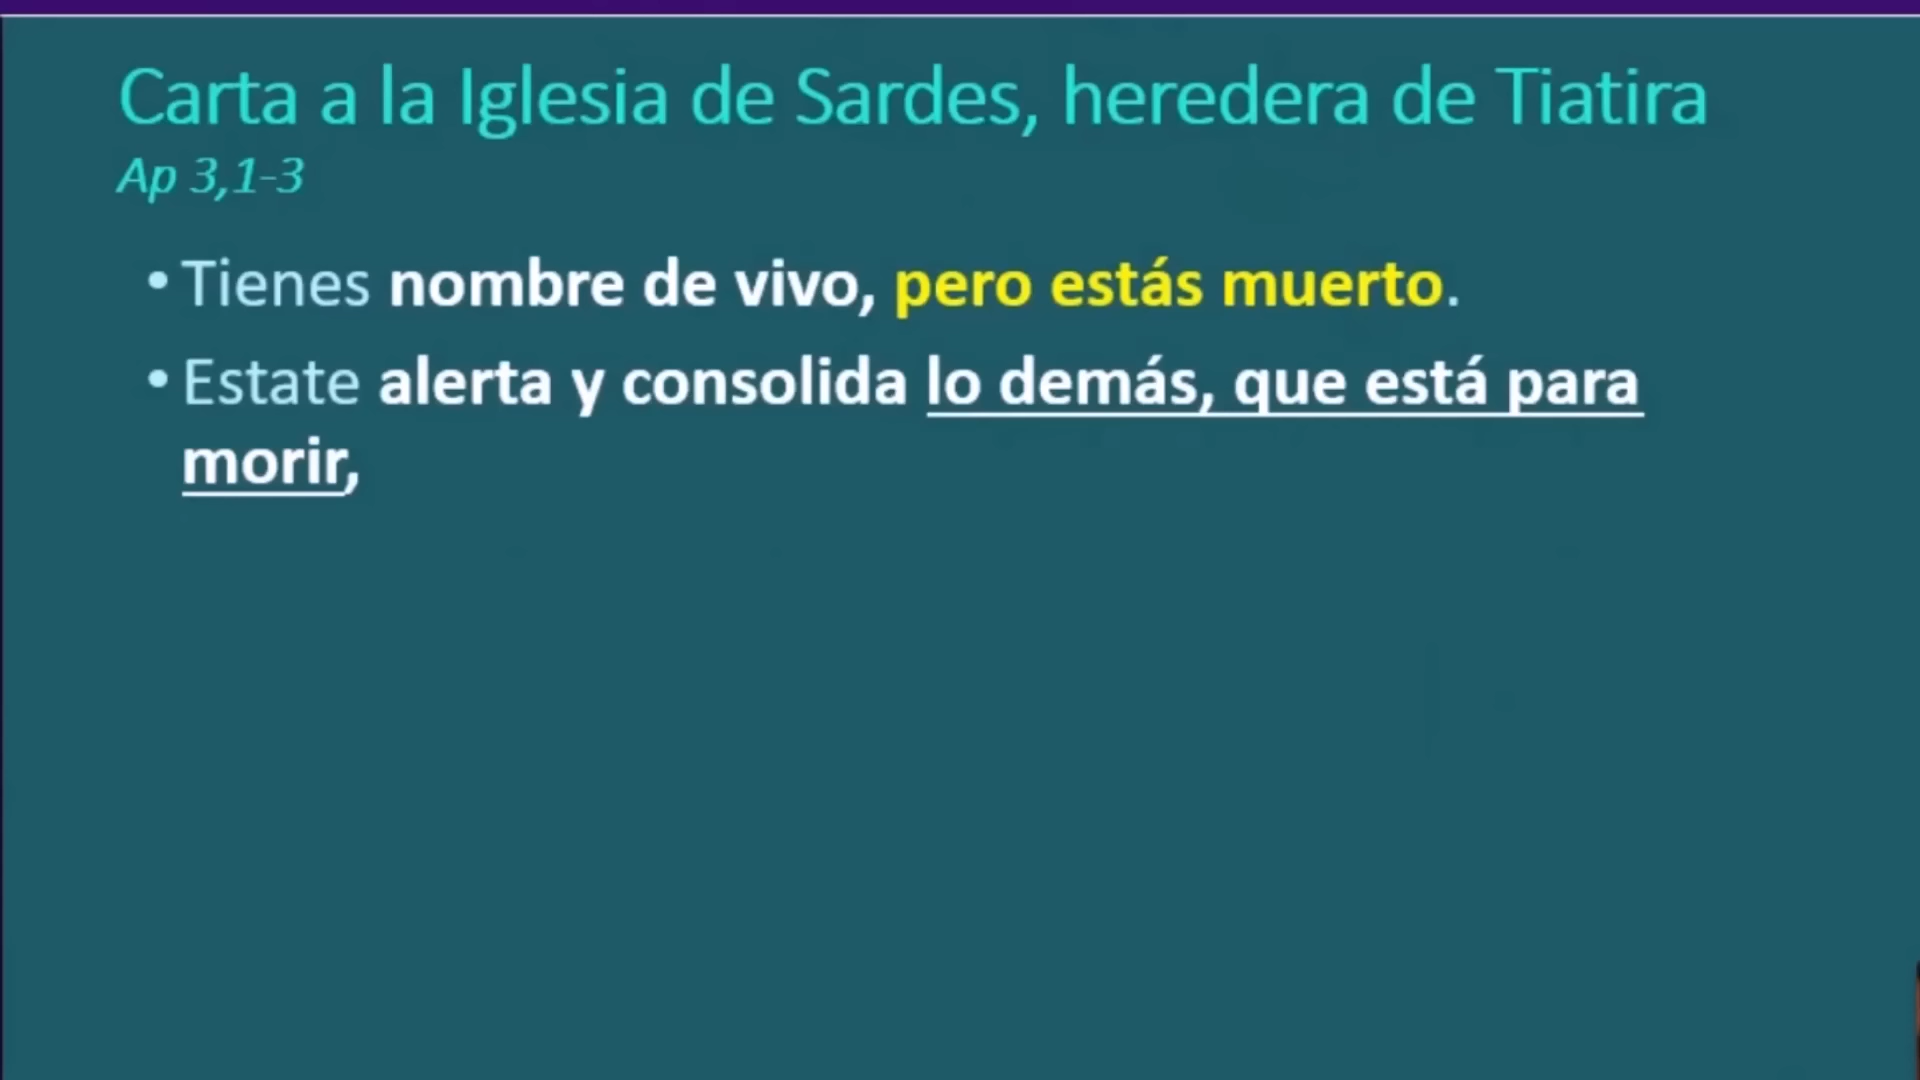 Carta a la Iglesia de Sardes, heredera de Tiatira
Ap 3,1-3
• Tienes nombre de vivo, pero estás muerto.
• Estate alerta y consolida lo demás, que está para
morir,